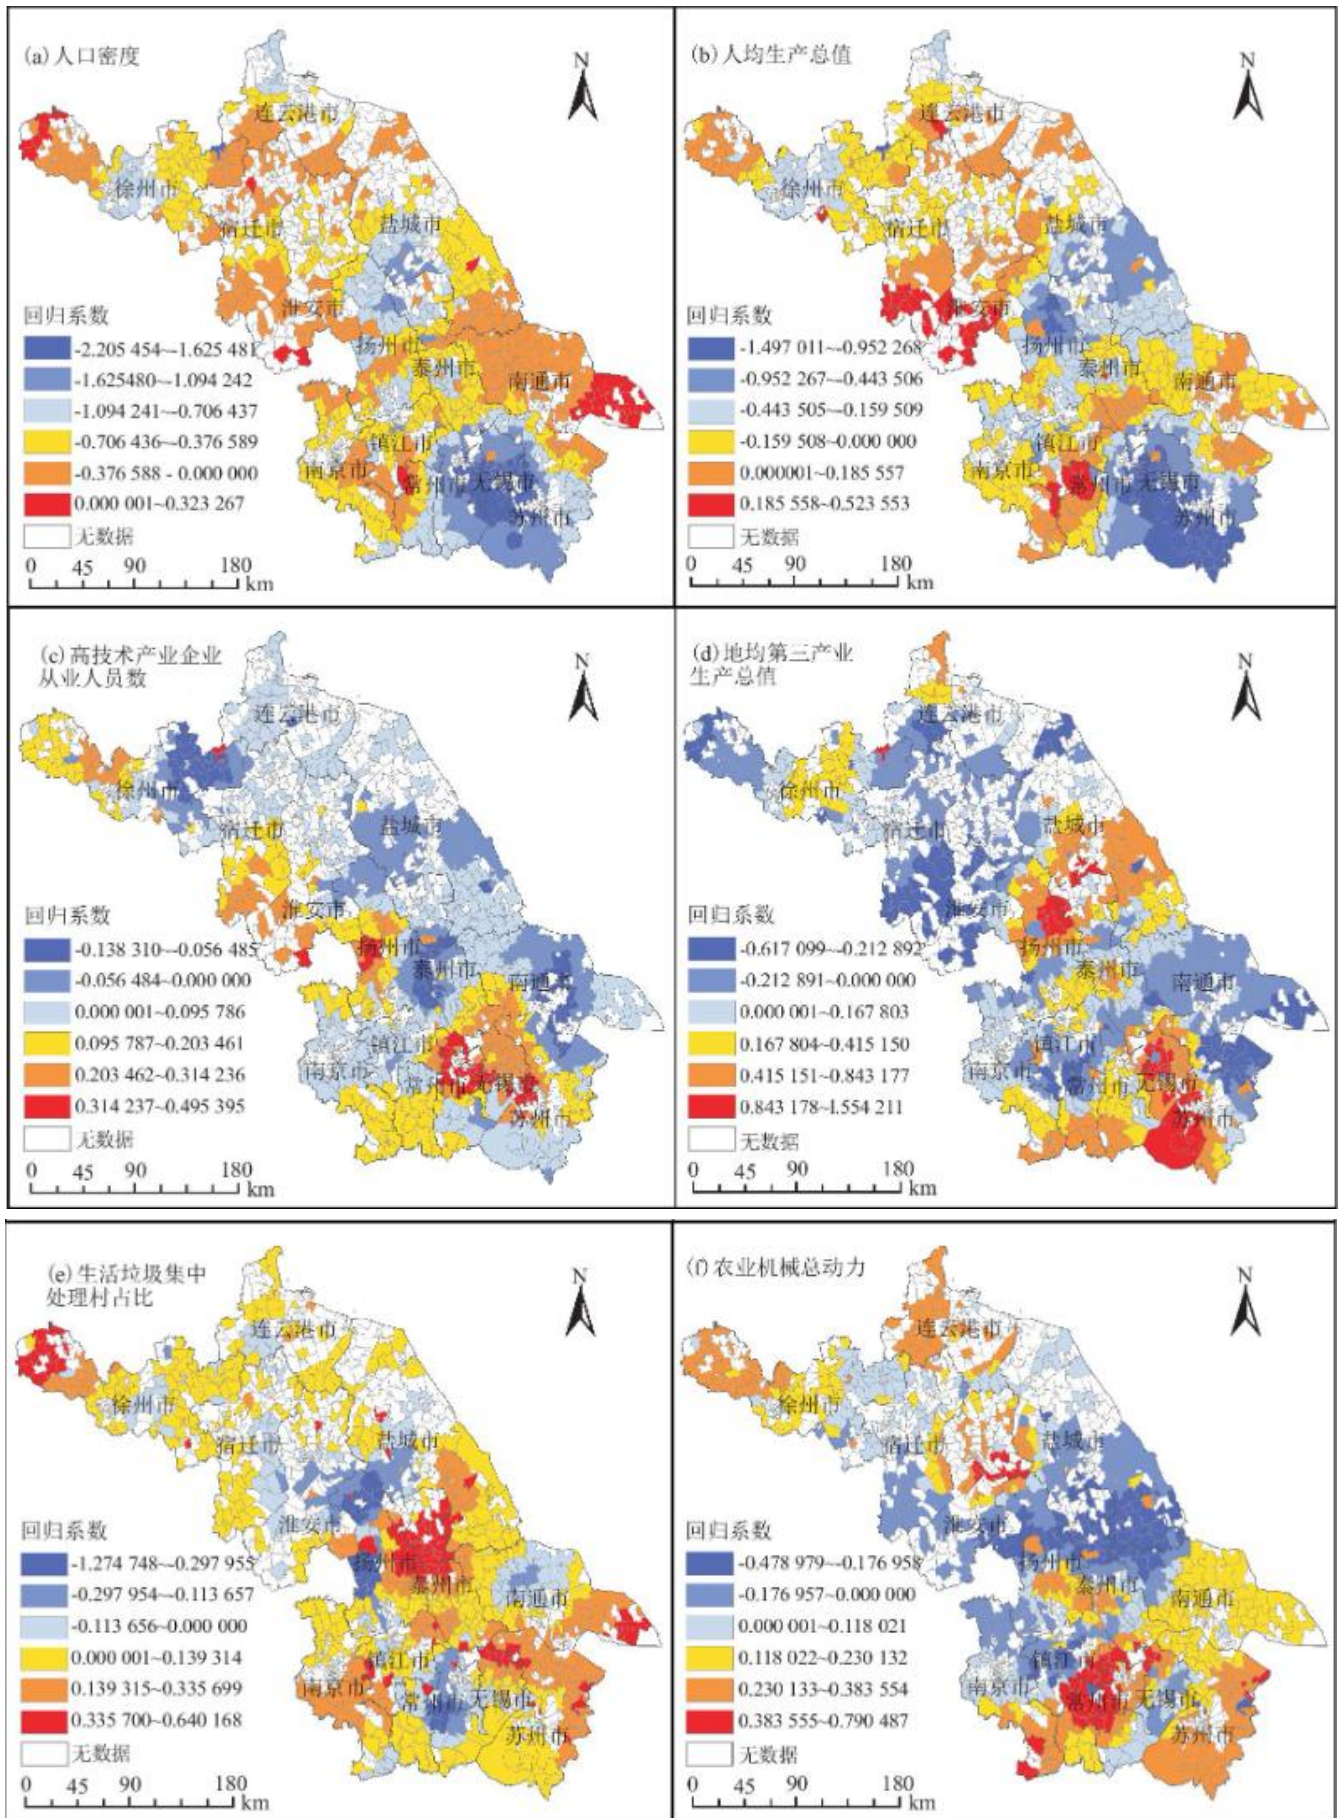 (a)人口密度
N
连云港市
徐州市
宿迁市
盐城市
淮安市
扬州市
泰州市
南通市
镇江市
南京市
常州市
无锡市
苏州市
回归系数
-2.205 454~-1.625 481
-1.625480~-1.094 242
-1.094 241~-0.706 437
-0.706 436~-0.376 589
-0.376 588 - 0.000 000
0.000 001~0.323 267
无数据
0 45 90 180
km
(b)人均生产总值
N
连云港市
徐州市
宿迁市
盐城市
淮安市
扬州市
泰州市
南通市
镇江市
南京市
常州市
无锡市
苏州市
回归系数
-1.497 011~-0.952 268
-0.952 267~-0.443 506
-0.443 505~-0.159 509
-0.159 508~0.000 000
0.000001~0.185 557
0.185 558~0.523 553
无数据
0 45 90 180
km
(c)高技术产业企业
从业人员数
N
连云港市
徐州市
宿迁市
盐城市
淮安市
扬州市
泰州市
南通市
镇江市
南京市
常州市
无锡市
苏州市
回归系数
-0.138 310~-0.056 485
-0.056 484~0.000 000
0.000 001~0.095 786
0.095 787~0.203 461
0.203 462~0.314 236
0.314 237~0.495 395
无数据
0 45 90 180
km
(d)地均第三产业
生产总值
N
连云港市
徐州市
宿迁市
盐城市
淮安市
扬州市
泰州市
南通市
镇江市
南京市
常州市
无锡市
苏州市
回归系数
-0.617 099~-0.212 892
-0.212 891~0.000 000
0.000 001~0.167 803
0.167 804~0.415 150
0.415 151~0.843 177
0.843 178~1.554 211
无数据
0 45 90 180
km
(e)生活垃圾集中
处理村占比
N
连云港市
徐州市
宿迁市
盐城市
淮安市
扬州市
泰州市
南通市
镇江市
南京市
常州市
无锡市
苏州市
回归系数
-1.274 748~-0.297 955
-0.297 954~-0.113 657
-0.113 656~0.000 000
0.000 001~0.139 314
0.139 315~0.335 699
0.335 700~0.640 168
无数据
0 45 90 180
km
(f)农业机械总动力
N
连云港市
徐州市
宿迁市
盐城市
淮安市
扬州市
泰州市
南通市
镇江市
南京市
常州市
无锡市
苏州市
回归系数
-0.478 979~-0.176 958
-0.176 957~0.000 000
0.000 001~0.118 021
0.118 022~0.230 132
0.230 133~0.383 554
0.383 555~0.790 487
无数据
0 45 90 180
km